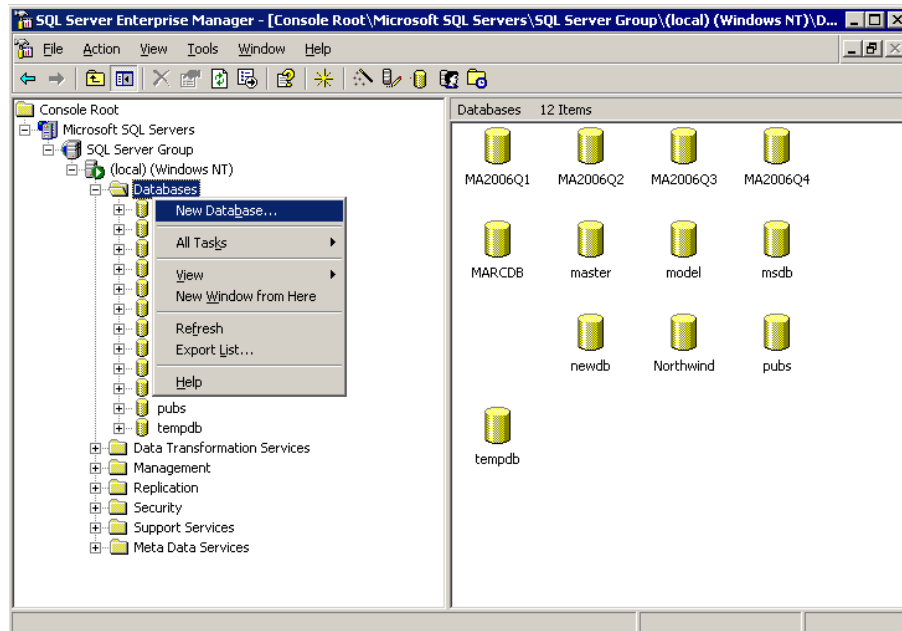 SQL Server Enterprise Manager - [Console Root\Microsoft SQL Servers\SQL Server Group\(local) (Windows NT)\D...
File Action View Tools Window Help
Console Root
Microsoft SQL Servers
SQL Server Group
(local) (Windows NT)
Databases
New Database...
All Tasks
View
New Window from Here
Refresh
Export List...
Help
pubs
tempdb
Data Transformation Services
Management
Replication
Security
Support Services
Meta Data Services
Databases 12 Items
MA2006Q1 MA2006Q2 MA2006Q3 MA2006Q4
MARCDB master model msdb
newdb Northwind pubs
tempdb